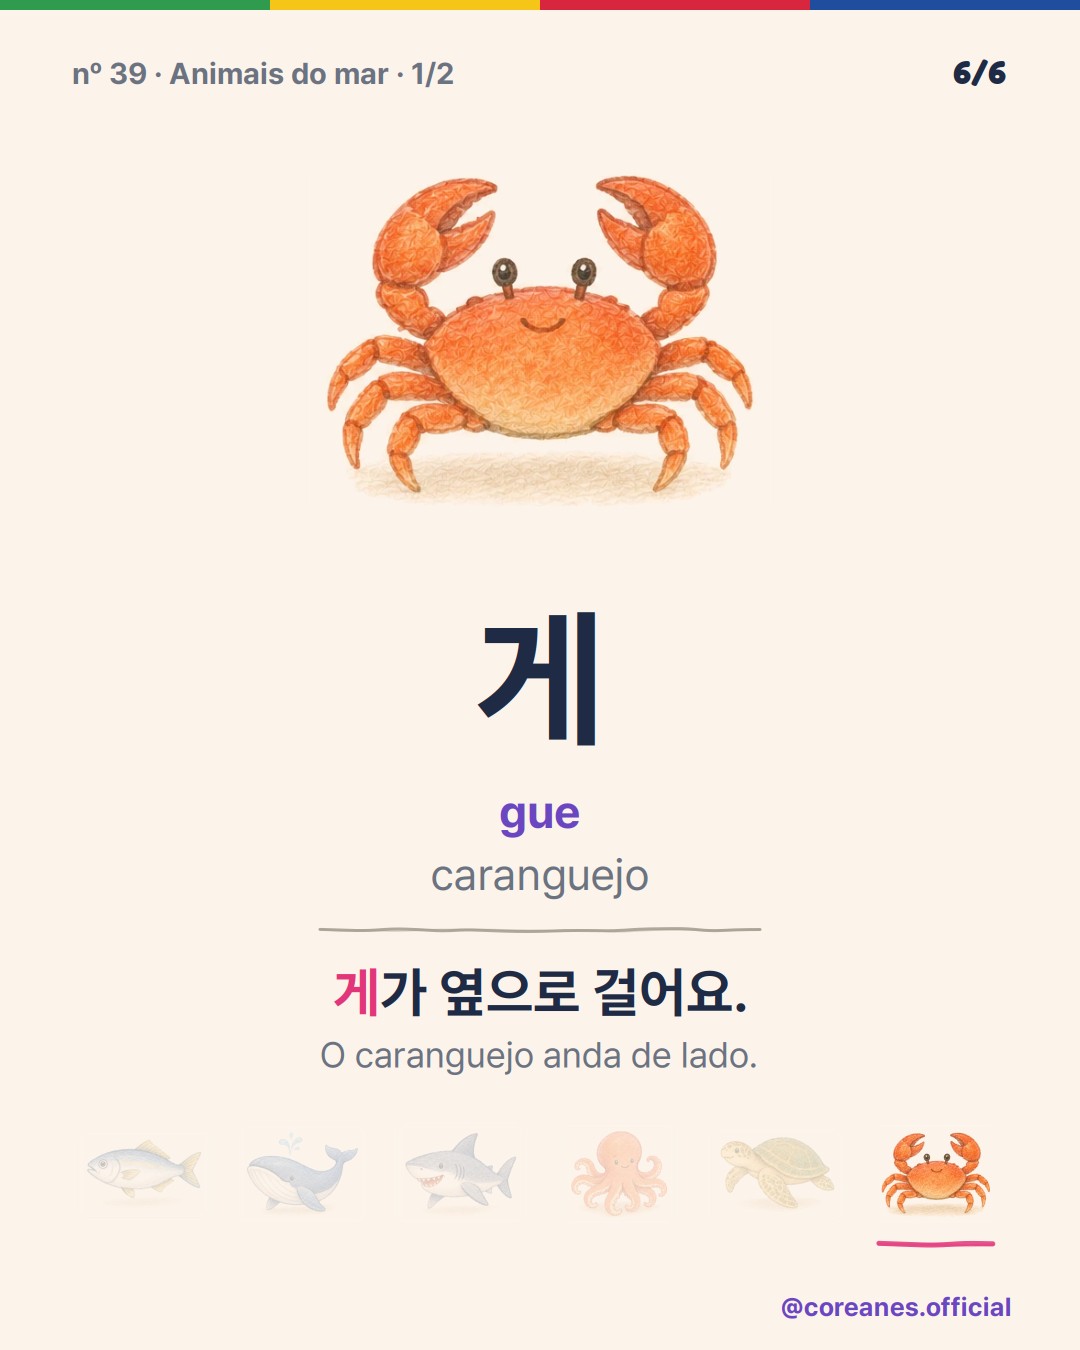 nº 39 · Animais do mar · 1/2
6/6
게
gue
caranguejo
게가 옆으로 걸어요.
O caranguejo anda de lado.
@coreanes.official